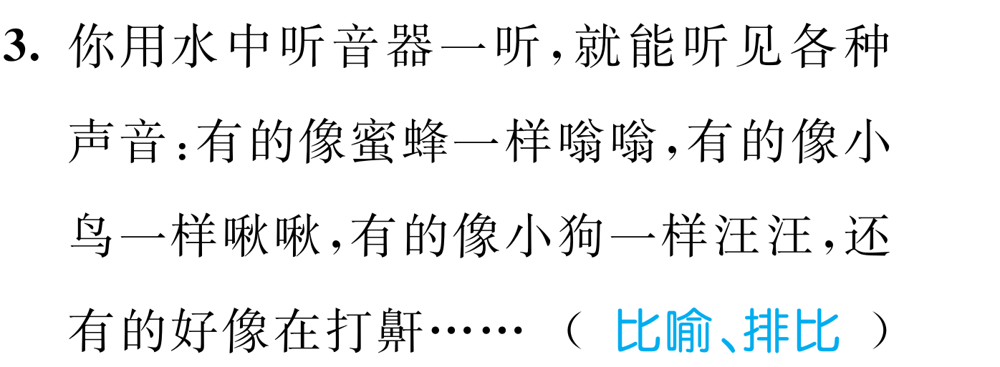 3. 你用水中听音器一听,就能听见各种
声音:有的像蜜蜂一样嗡嗡,有的像小
鸟一样啾啾,有的像小狗一样汪汪,还
有的好像在打鼾……（ 比喻、排比 ）